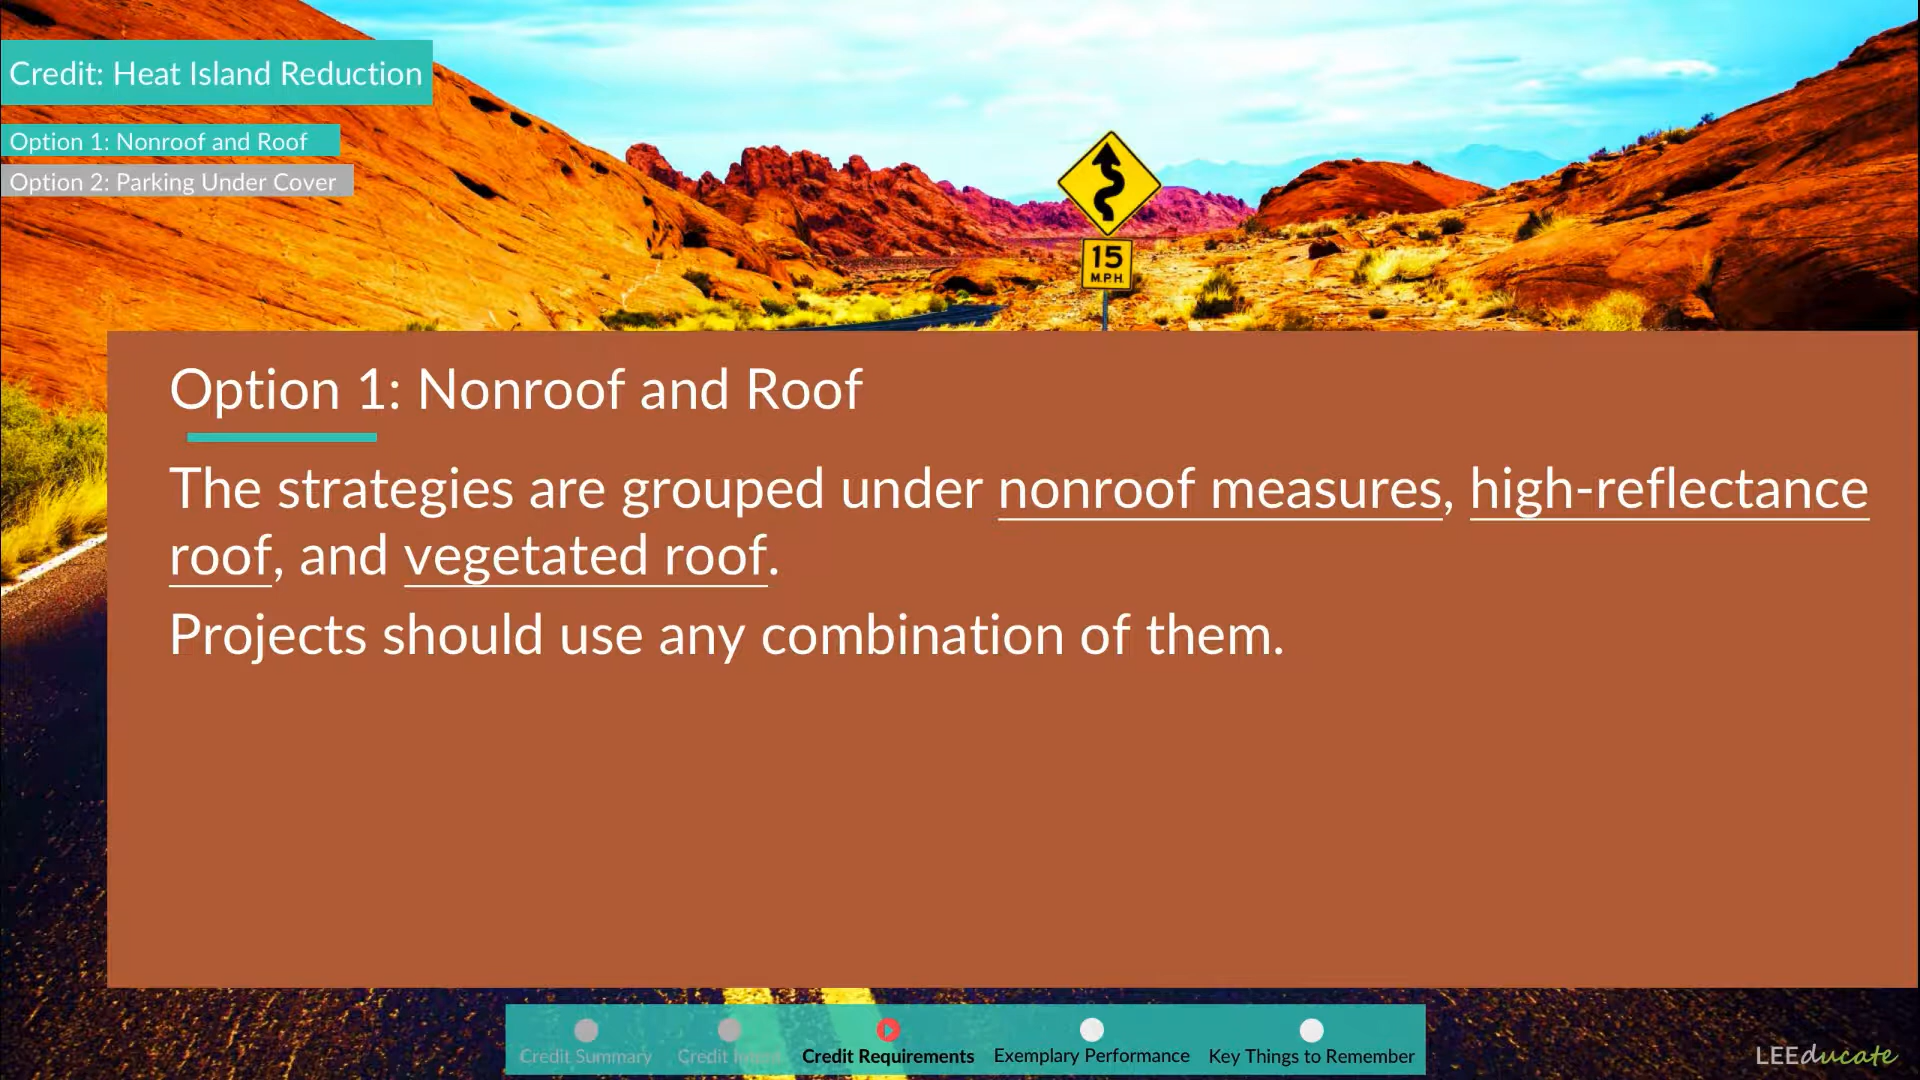 Credit: Heat Island Reduction
Option 1: Nonroof and Roof
Option 2: Parking Under Cover
15
M.P.H.
Option 1: Nonroof and Roof
The strategies are grouped under nonroof measures, high-reflectance
roof, and vegetated roof.
Projects should use any combination of them.
Credit Summary Credit Credit Requirements Exemplary Performance Key Things to Remember
LEEducate